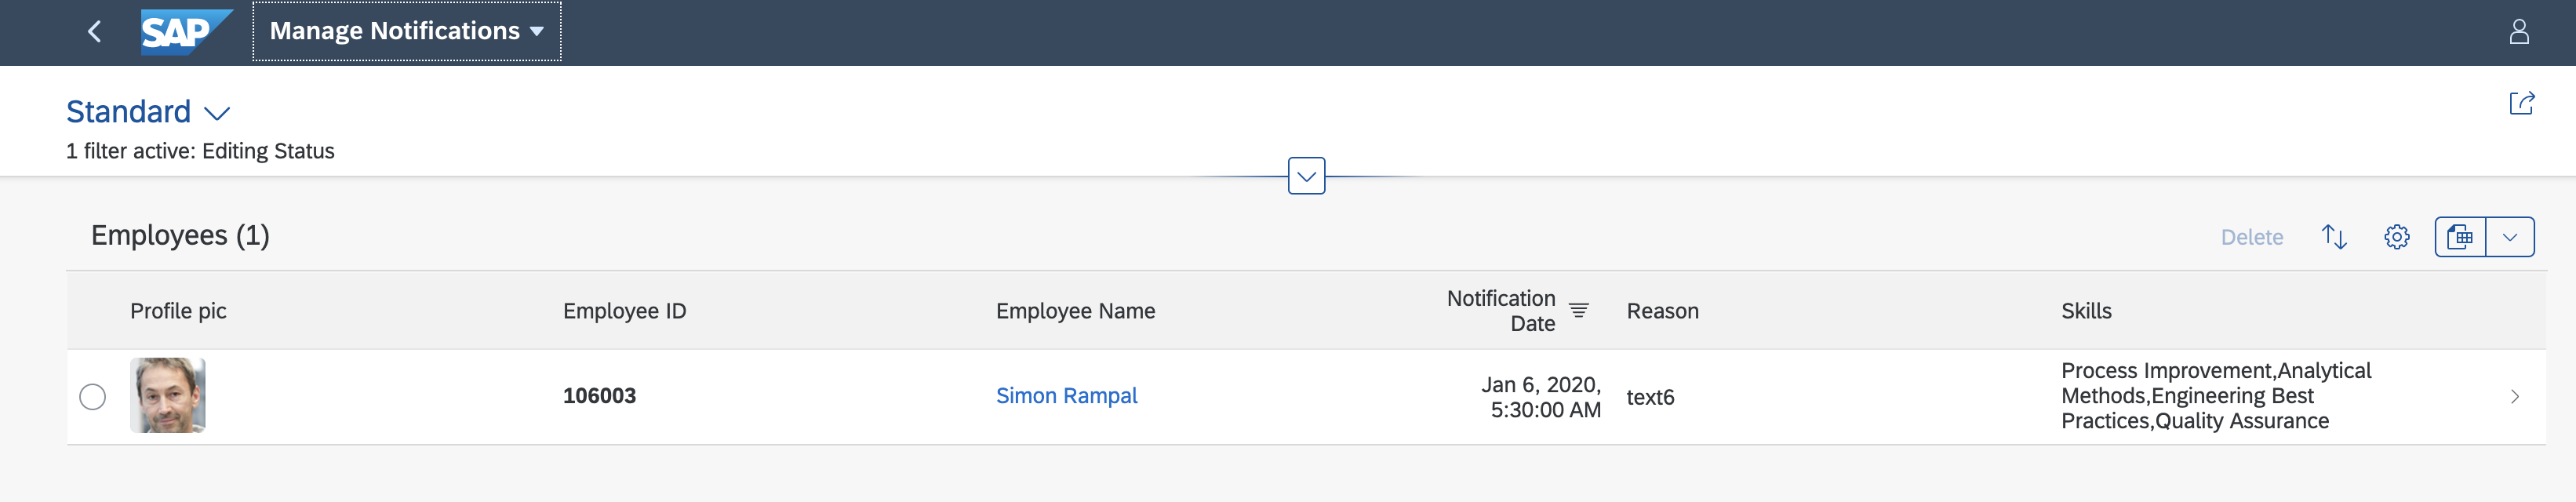 SAP Manage Notifications
Standard
1 filter active: Editing Status
Employees (1)
Delete
Profile pic
Employee ID
Employee Name
Notification
Date
Reason
Skills
106003
Simon Rampal
Jan 6, 2020,
5:30:00 AM
text6
Process Improvement,Analytical
Methods,Engineering Best
Practices,Quality Assurance